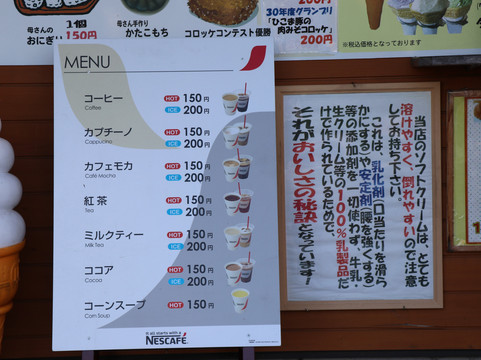 母さんの
おにぎ
1個
150円
母さん手作り
かたこもち
コロッケコンテスト優勝
30年度グランプリ
「ひこま豚の
肉みそコロッケ」
200円
※税込価格となっております
MENU
コーヒー
Coffee
HOT 150円
ICE 200円
カプチーノ
Cappuccino
HOT 150円
ICE 200円
カフェモカ
Café Mocha
HOT 150円
ICE 200円
紅茶
Tea
HOT 150円
ICE 200円
ミルクティー
Milk Tea
HOT 150円
ICE 200円
ココア
Cocoa
HOT 150円
ICE 200円
コーンスープ
Corn Soup
HOT 150円
It all starts with a
NESCAFÉ
当店のソフトクリームは、とても
溶けやすく、倒れやすいので注意
してお持ち下さい。
これは、乳化剤(口当たりを滑ら
かにする)や安定剤(腰を強くする)
等の添加剤を一切使わず、牛乳・
生クリーム等の100%乳製品だ
けで作られているためで、
それがおいしさの秘訣となっています!